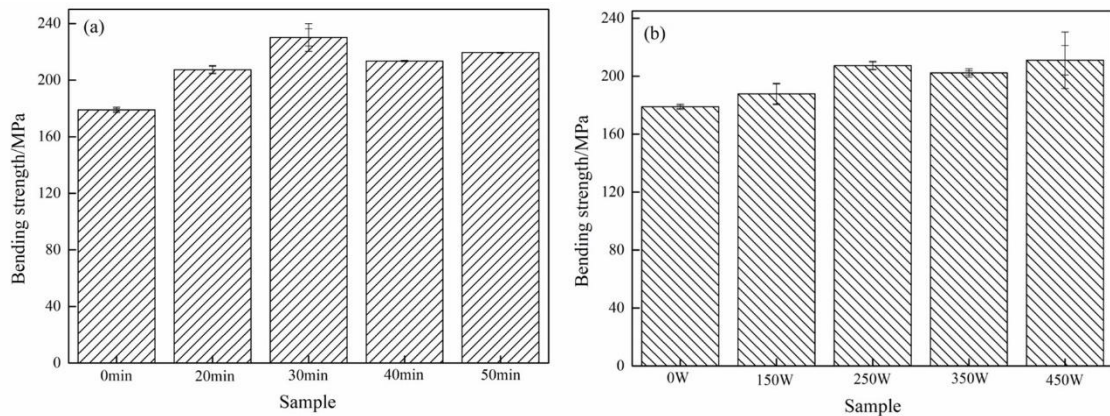 (a)
Bending strength/MPa
240
200
160
120
80
40
0
0min 20min 30min 40min 50min
Sample
(b)
Bending strength/MPa
240
200
160
120
80
40
0
0W 150W 250W 350W 450W
Sample